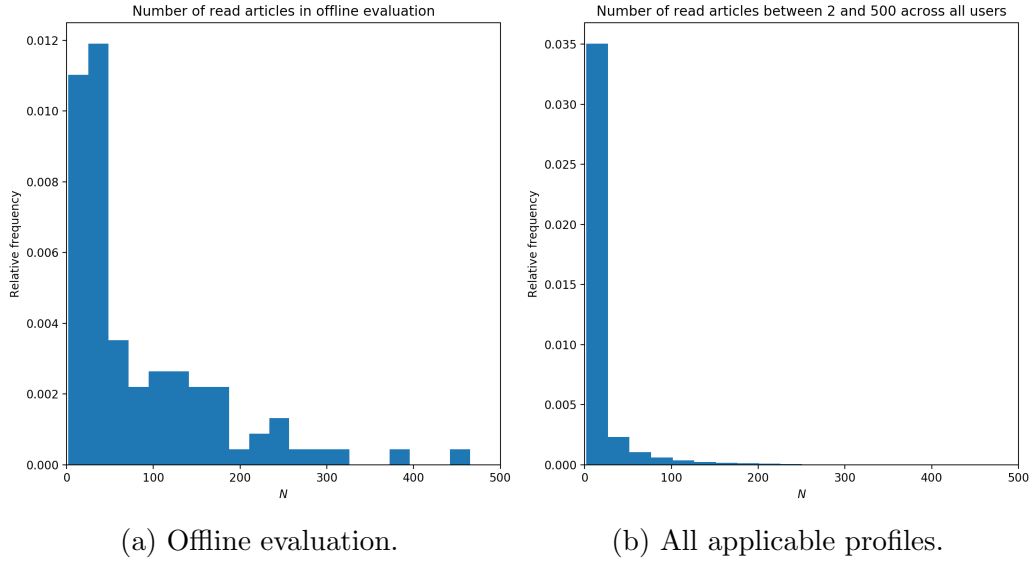 Number of read articles in offline evaluation
0.012
0.010
0.008
0.006
0.004
0.002
0.000
Relative frequency
0 100 200 300 400 500
N
(a) Offline evaluation.
Number of read articles between 2 and 500 across all users
0.035
0.030
0.025
0.020
0.015
0.010
0.005
0.000
Relative frequency
0 100 200 300 400 500
N
(b) All applicable profiles.